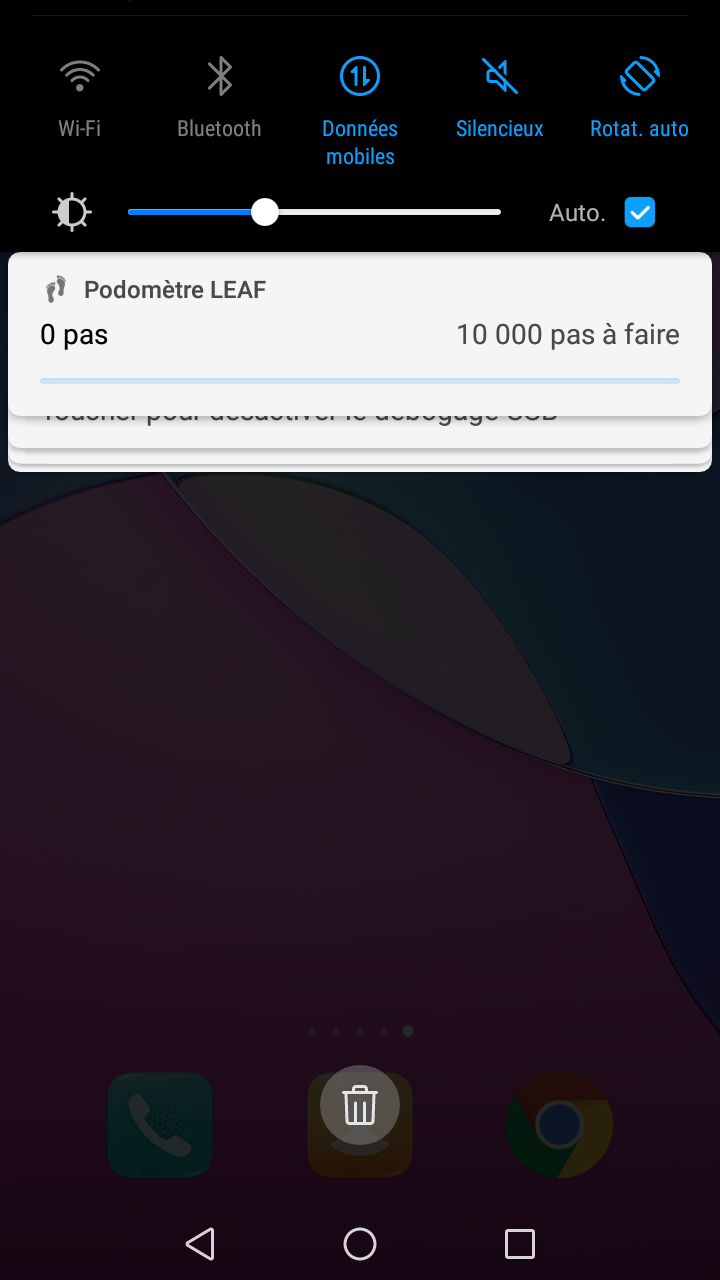 Wi-Fi
Bluetooth
Données
mobiles
Silencieux
Rotat. auto
Auto.
Podomètre LEAF
0 pas
10 000 pas à faire
Toucher pour désactiver le débogage USB